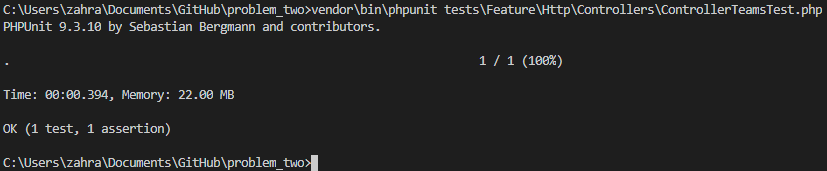 C:\Users\zahra\Documents\GitHub\problem_two>vendor\bin\phpunit tests\Feature\Http\Controllers\ControllerTeamsTest.php
PHPUnit 9.3.10 by Sebastian Bergmann and contributors.
. 1 / 1 (100%)
Time: 00:00.394, Memory: 22.00 MB
OK (1 test, 1 assertion)
C:\Users\zahra\Documents\GitHub\problem_two>